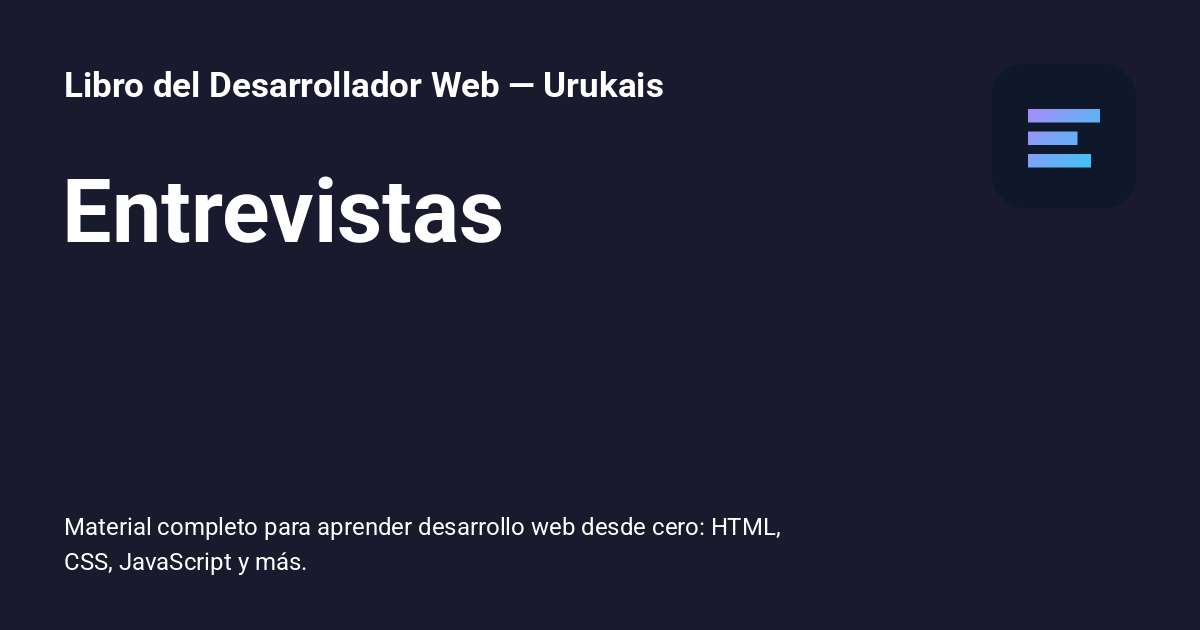 Libro del Desarrollador Web — Urukais
Entrevistas
Material completo para aprender desarrollo web desde cero: HTML,
CSS, JavaScript y más.